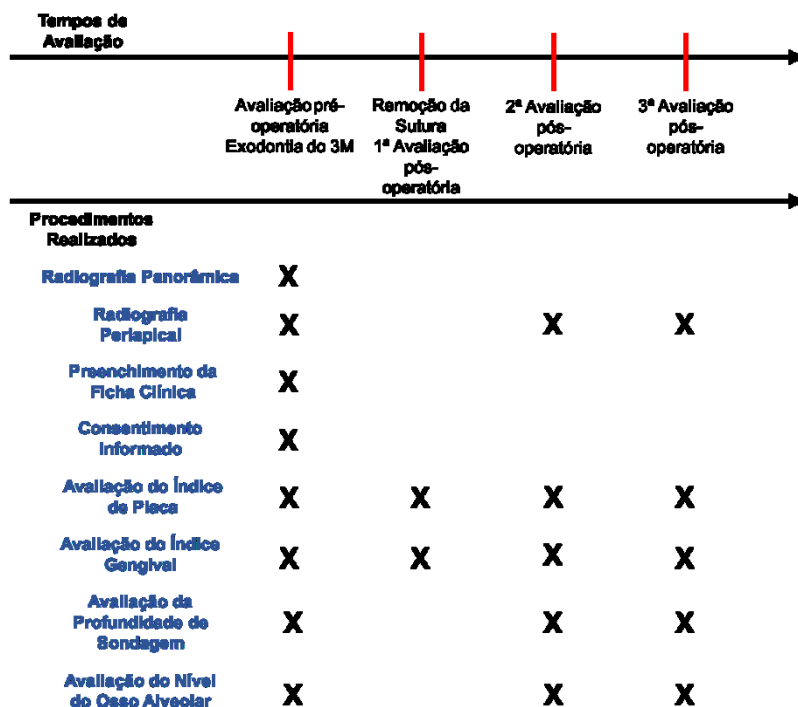 Tempos de
Avaliação
Avaliação pré-
operatória
Exodontia do 3M
Remoção da
Sutura
1ª Avaliação
pós-
operatória
2ª Avaliação
pós-
operatória
3ª Avaliação
pós-
operatória
Procedimentos
Realizados
Radiografia Panorâmica X
Radiografia
Periapical X X X
Preenchimento da
Ficha Clínica X
Consentimento
Informado X
Avaliação do Índice
de Placa X X X X
Avaliação do Índice
Gengival X X X X
Avaliação da
Profundidade de
Sondagem X X X
Avaliação do Nível
do Osso Alveolar X X X